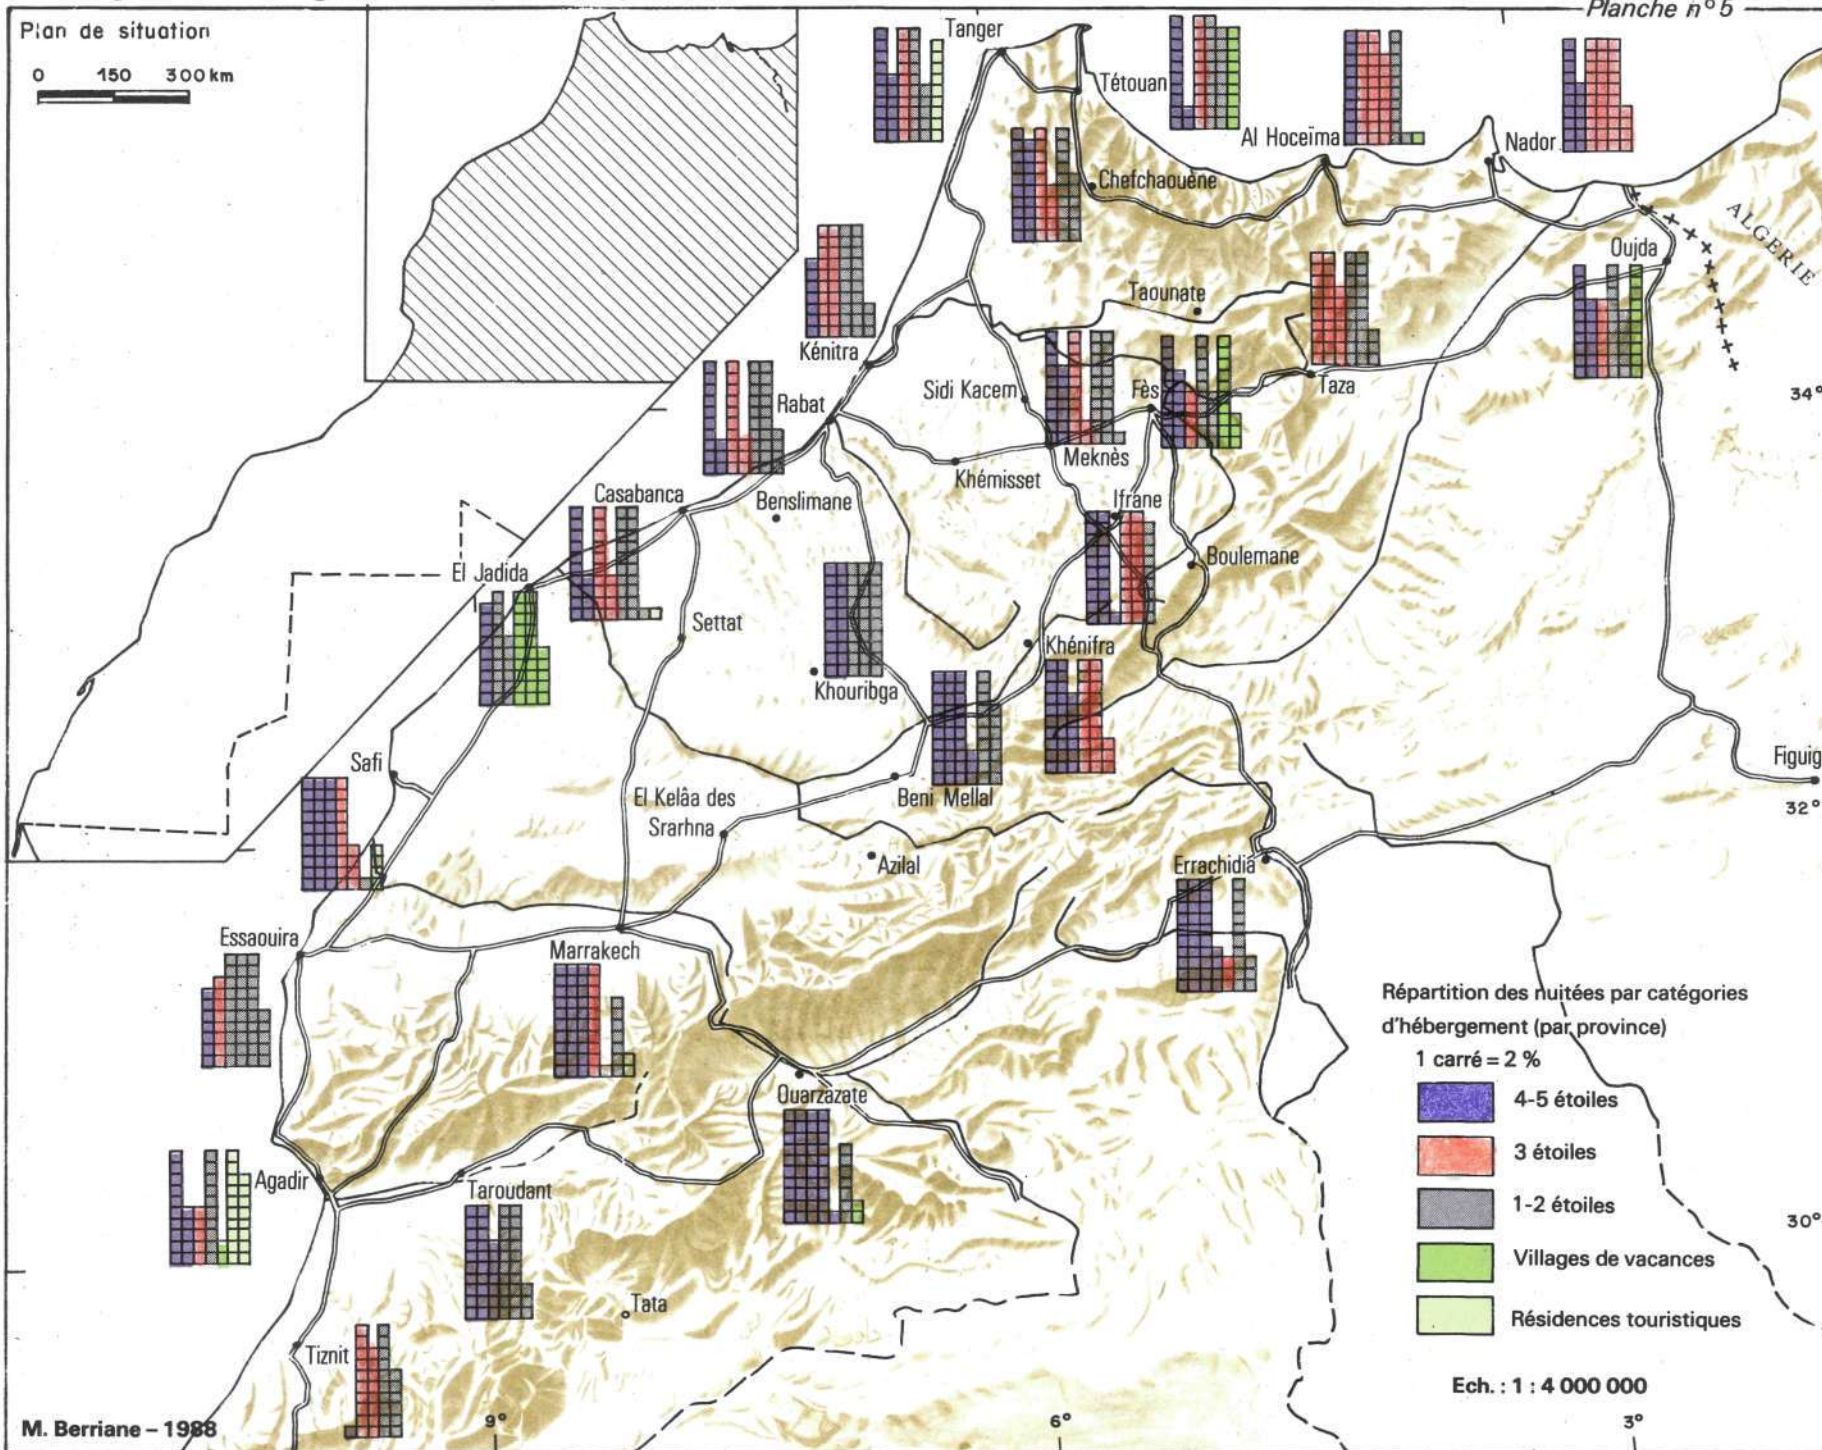 Planche n° 5
Plan de situation
0 150 300 km
Tanger
Tétouan
Al Hoceïma
Nador
Chefchaouéne
ALGERIE
Oujda
Taounate
Kénitra
Sidi Kacem
Fès
Taza
34°
Rabat
Meknès
Khémisset
Casabanca
Benslimane
Ifrane
El Jadida
Boulemane
Settat
Khénifra
Khouribga
Safi
Figuig
El Kelâa des
Srarhna
Beni Mellal
32°
Azilal
Errachidia
Essaouira
Marrakech
Répartition des nuitées par catégories
d'hébergement (par province)
1 carré = 2 %
4-5 étoiles
3 étoiles
1-2 étoiles
Villages de vacances
Résidences touristiques
Ech. : 1 : 4 000 000
Ouarzazate
Agadir
Taroudant
30°
Tata
Tiznit
M. Berriane – 1988
9°
6°
3°